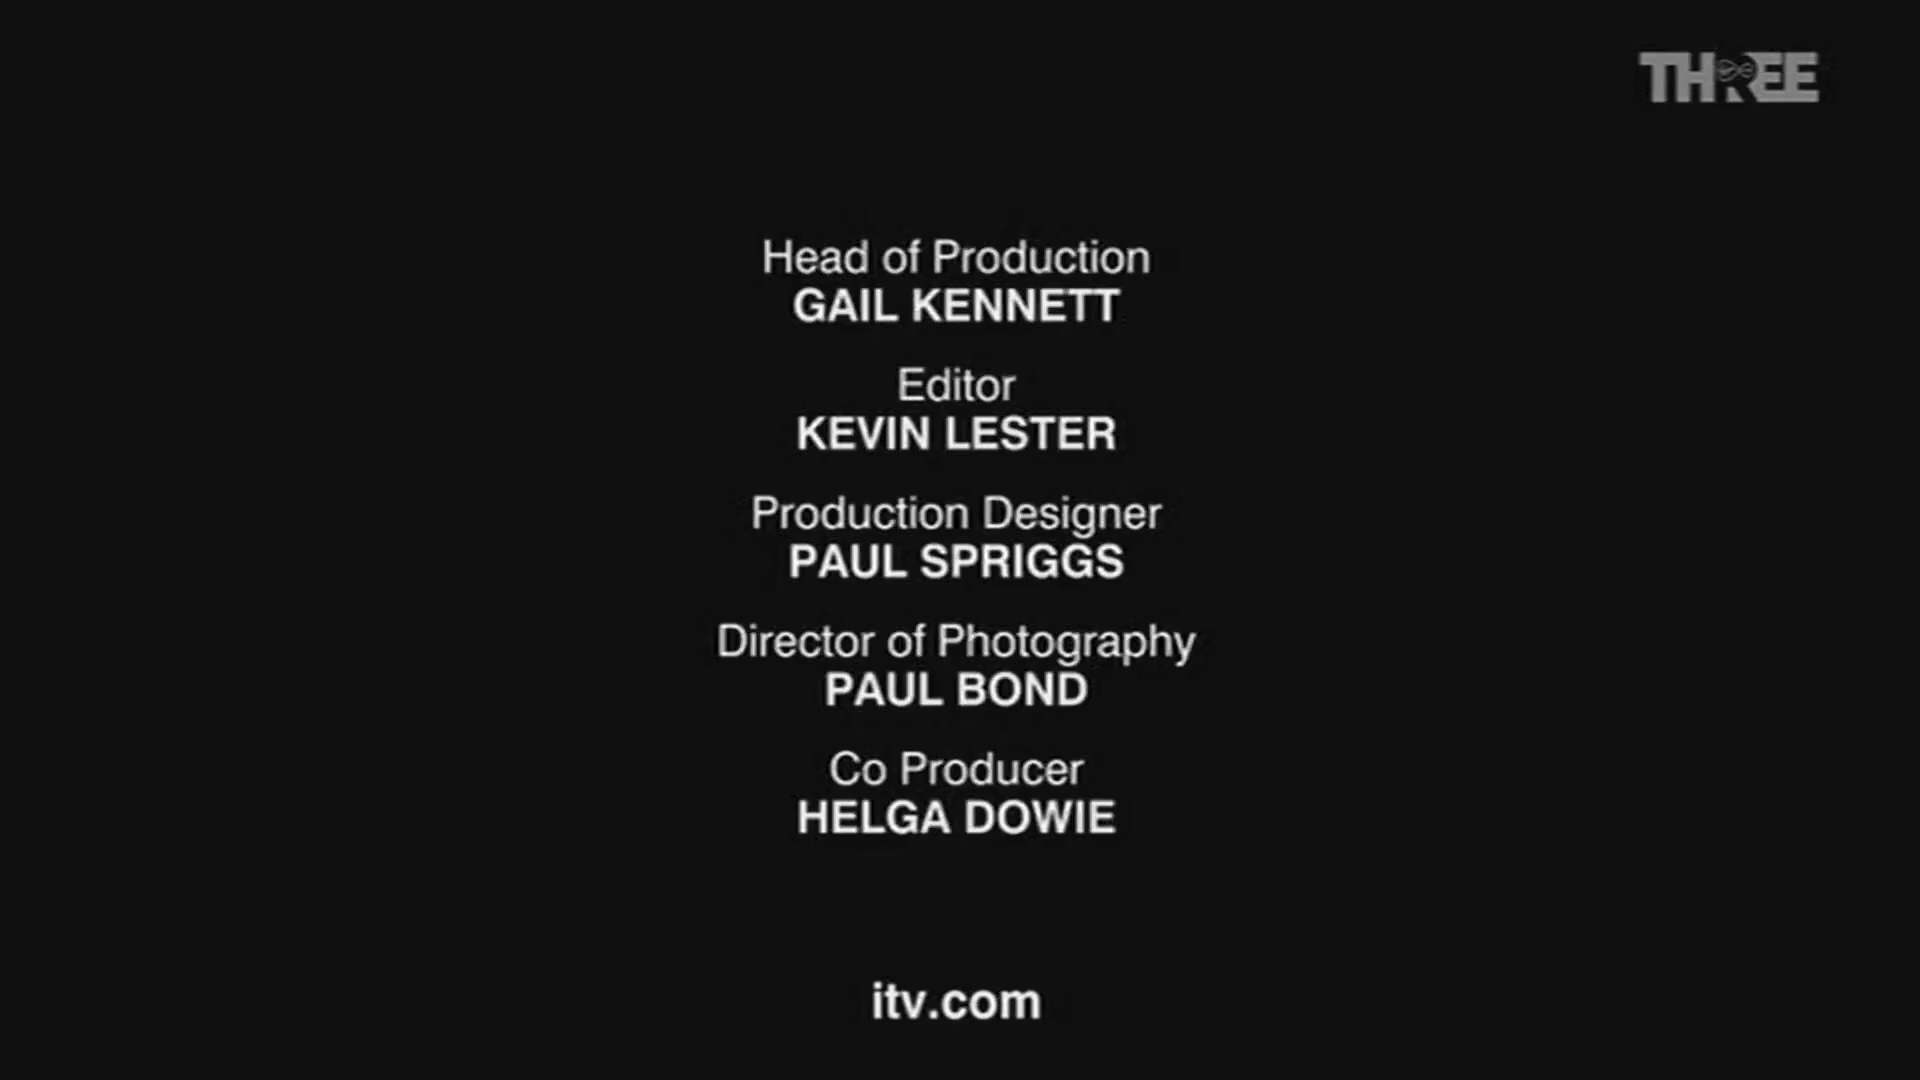 THREE
Head of Production
GAIL KENNETT
Editor
KEVIN LESTER
Production Designer
PAUL SPRIGGS
Director of Photography
PAUL BOND
Co Producer
HELGA DOWIE
itv.com